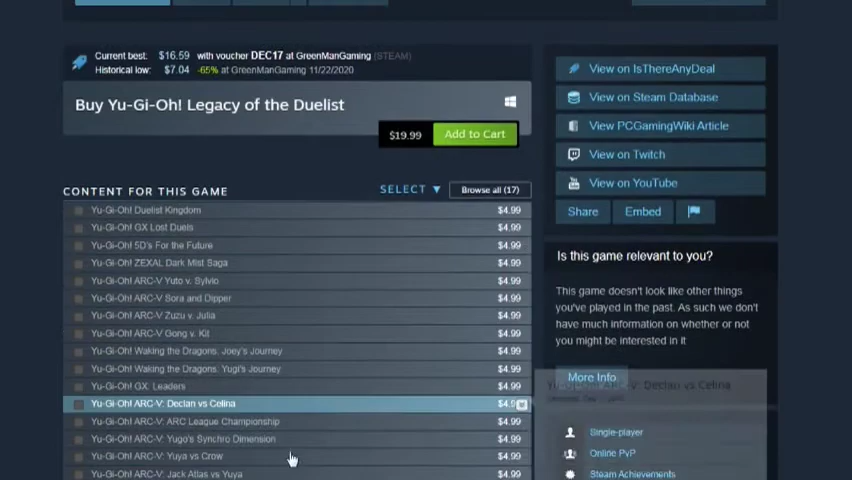 Current best: $16.59 with voucher DEC17 at GreenManGaming (STEAM)
Historical low: $7.04 -65% at GreenManGaming 11/22/2020
Buy Yu-Gi-Oh! Legacy of the Duelist
$19.99 Add to Cart
CONTENT FOR THIS GAME SELECT ▼ Browse all (17)
Yu-Gi-Oh! Duelist Kingdom $4.99
Yu-Gi-Oh! GX Lost Duels $4.99
Yu-Gi-Oh! 5D's For the Future $4.99
Yu-Gi-Oh! ZEXAL Dark Mist Saga $4.99
Yu-Gi-Oh! ARC-V Yuto v. Sylvio $4.99
Yu-Gi-Oh! ARC-V Sora and Dipper $4.99
Yu-Gi-Oh! ARC-V Zuzu v. Julia $4.99
Yu-Gi-Oh! ARC-V Gong v. Kit $4.99
Yu-Gi-Oh! Waking the Dragons: Joey's Journey $4.99
Yu-Gi-Oh! Waking the Dragons: Yugi's Journey $4.99
Yu-Gi-Oh! GX: Leaders $4.99
Yu-Gi-Oh! ARC-V: Declan vs Celina $4.99
Yu-Gi-Oh! ARC-V: ARC League Championship $4.99
Yu-Gi-Oh! ARC-V: Yugo's Synchro Dimension $4.99
Yu-Gi-Oh! ARC-V: Yuya vs Crow $4.99
Yu-Gi-Oh! ARC-V: Jack Atlas vs Yuya $4.99
View on IsThereAnyDeal
View on Steam Database
View PCGamingWiki Article
View on Twitch
View on YouTube
Share Embed
Is this game relevant to you?
This game doesn't look like other things
you've played in the past. As such we don't
have much information on whether or not
you might be interested in it
More Info
Yu-Gi-Oh! ARC-V: Declan vs Celina
Single-player
Online PvP
Steam Achievements